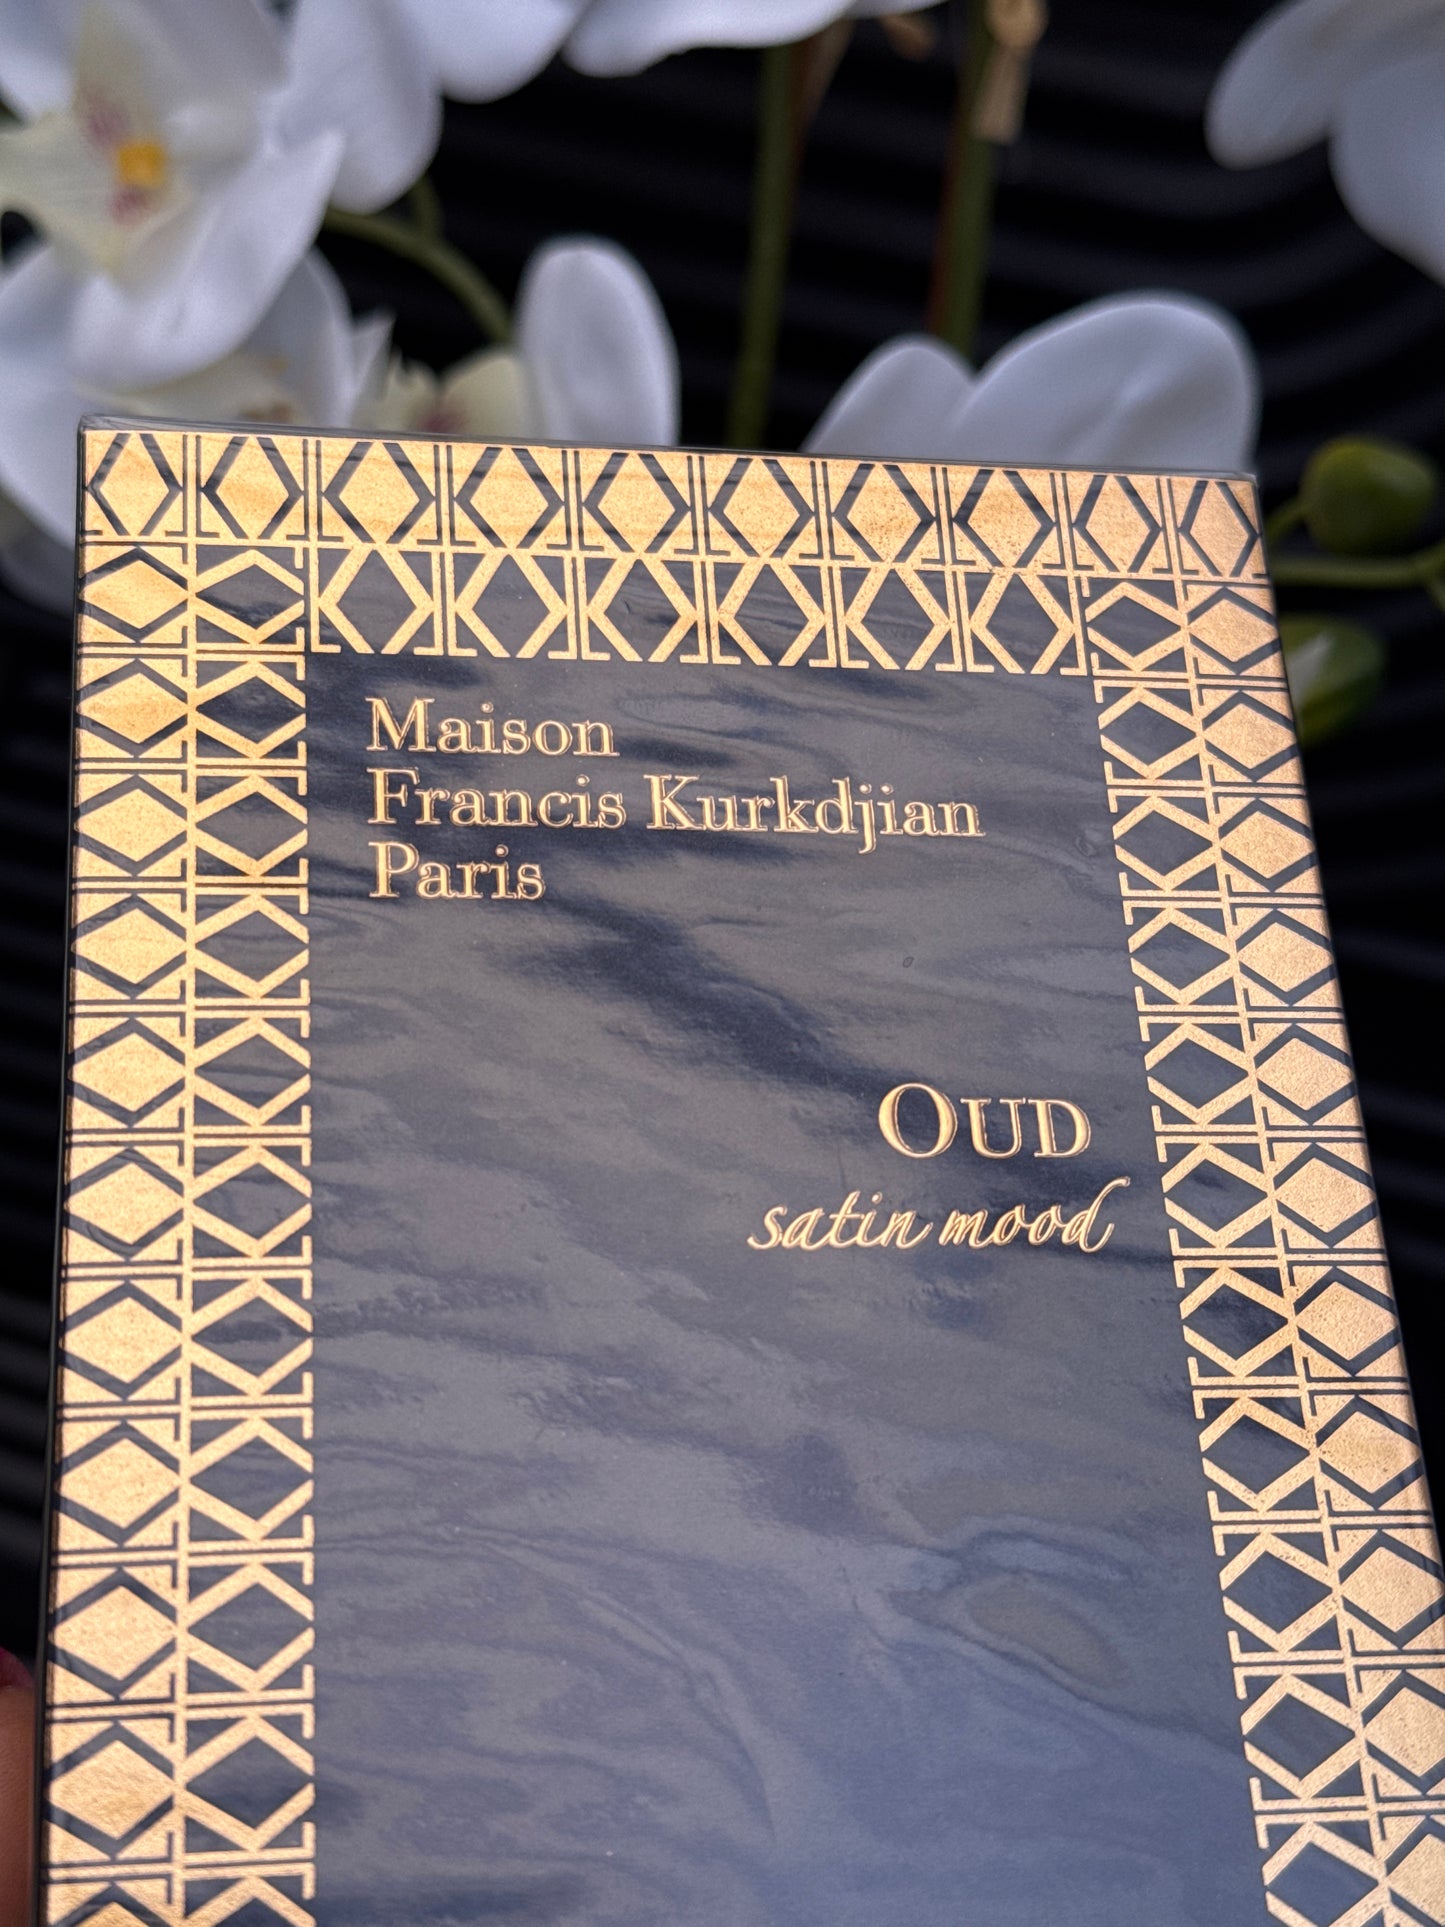 Maison
Francis Kurkdjian
Paris
OUD
satin mood